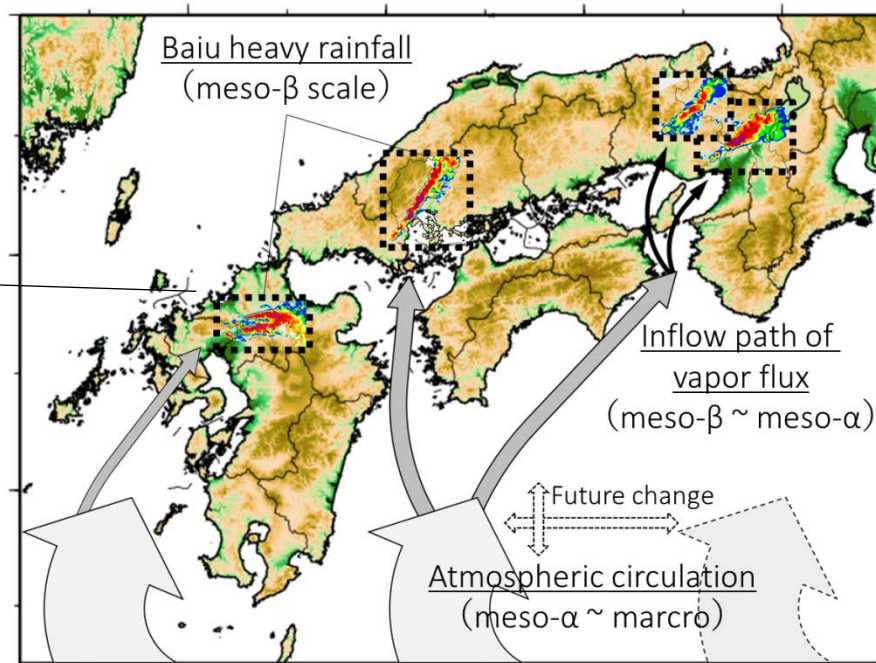 Baiu heavy rainfall
（meso-β scale）
Inflow path of
vapor flux
(meso-β ~ meso-α)
Future change
Atmospheric circulation
（meso-α ~ marcro）